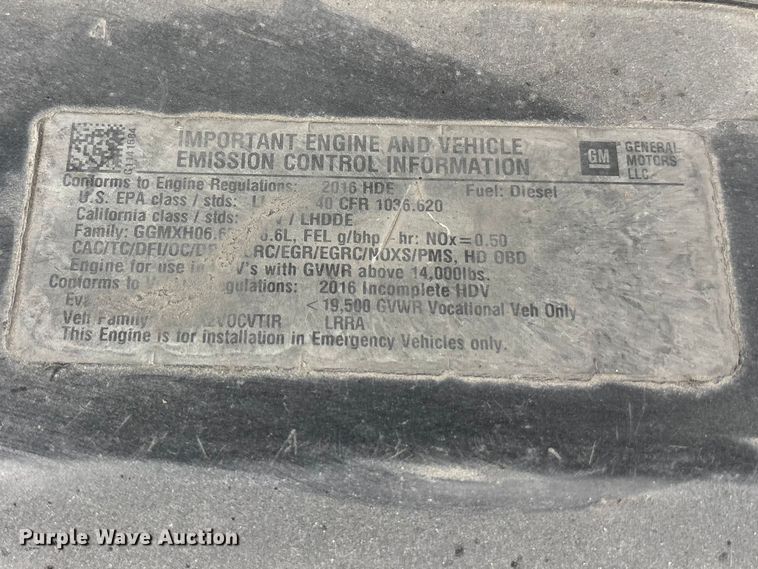 IMPORTANT ENGINE AND VEHICLE
EMISSION CONTROL INFORMATION
GM
GENERAL
MOTORS
LLC
Conforms to Engine Regulations: 2016 HDE Fuel: Diesel
U.S. EPA class / stds: 40 CFR 1036.620
California class / stds: / LHDDE
Family: 6.6L, FEL g/bhp - hr: NOx=0.50
CAC/TC/DFI/OC/ /EGR/EGRC/NOXS/PMS, HD OBD
Engine for use in with GVWR above 14,000lbs.
Conforms to Regulations: 2016 Incomplete HDV
< 19,500 GVWR Vocational Veh Only
Veh Family LRRA
This Engine is for installation in Emergency Vehicles only.
Purple Wave Auction